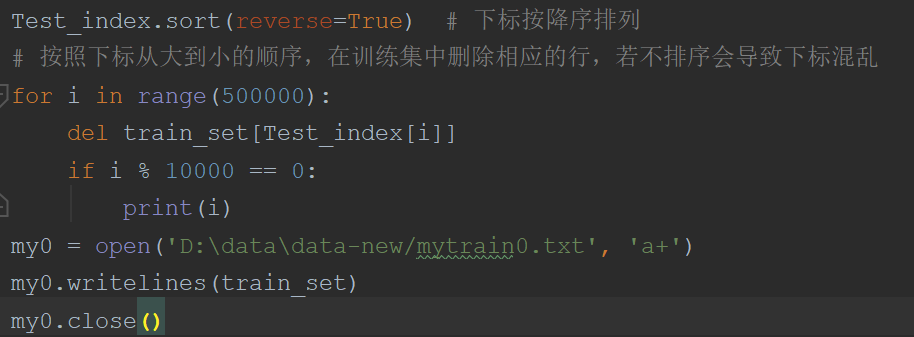 Test_index.sort(reverse=True)  # 下标按降序排列
# 按照下标从大到小的顺序，在训练集中删除相应的行，若不排序会导致下标混乱
for i in range(500000):
    del train_set[Test_index[i]]
    if i % 10000 == 0:
        print(i)
my0 = open('D:\data\data-new/mytrain0.txt', 'a+')
my0.writelines(train_set)
my0.close()